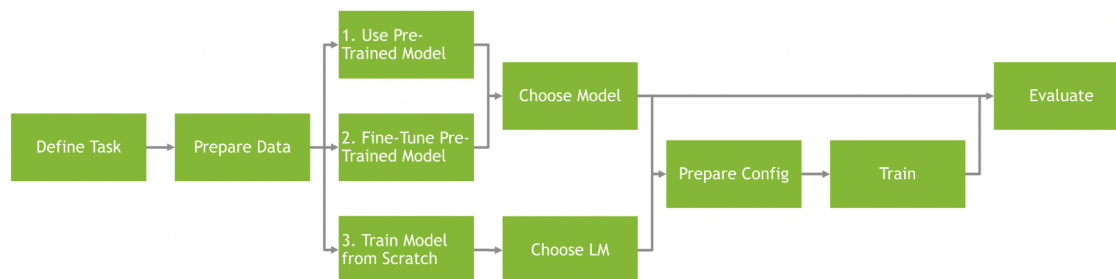 1. Use Pre-
Trained Model
Choose Model
Evaluate
Define Task
Prepare Data
2. Fine-Tune Pre-
Trained Model
Prepare Config
Train
3. Train Model
from Scratch
Choose LM